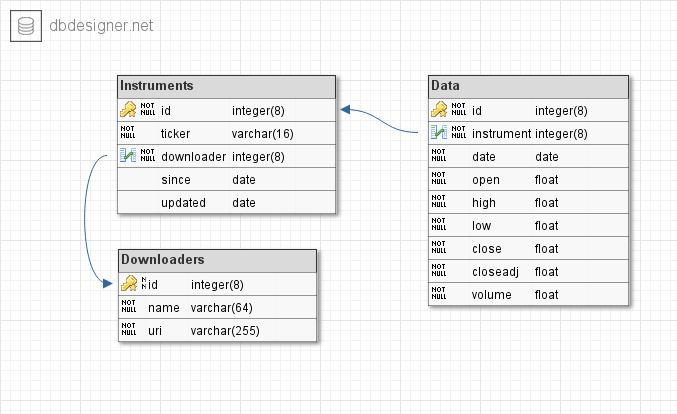 dbdesigner.net
Instruments
NOT NULL id integer(8)
NOT NULL ticker varchar(16)
NOT NULL downloader integer(8)
since date
updated date
Data
NOT NULL id integer(8)
NOT NULL instrument integer(8)
NOT NULL date date
NOT NULL open float
NOT NULL high float
NOT NULL low float
NOT NULL close float
NOT NULL closeadj float
NOT NULL volume float
Downloaders
id integer(8)
NOT NULL name varchar(64)
NOT NULL uri varchar(255)